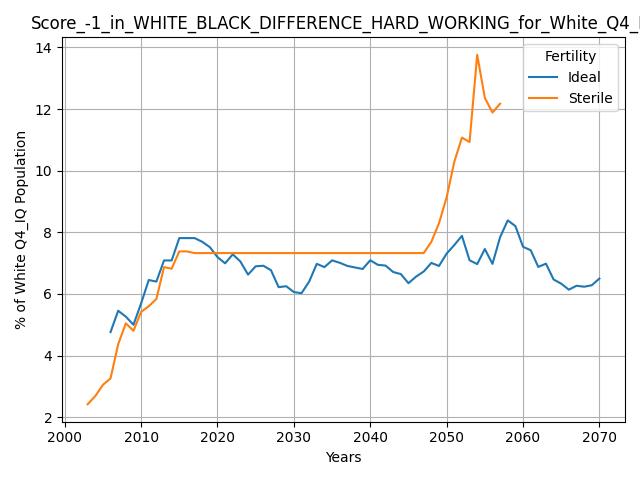 Score_-1_in_WHITE_BLACK_DIFFERENCE_HARD_WORKING_for_White_Q4_I
14
12
10
8
6
4
2
% of White Q4_IQ Population
Fertility
Ideal
Sterile
2000 2010 2020 2030 2040 2050 2060 2070
Years